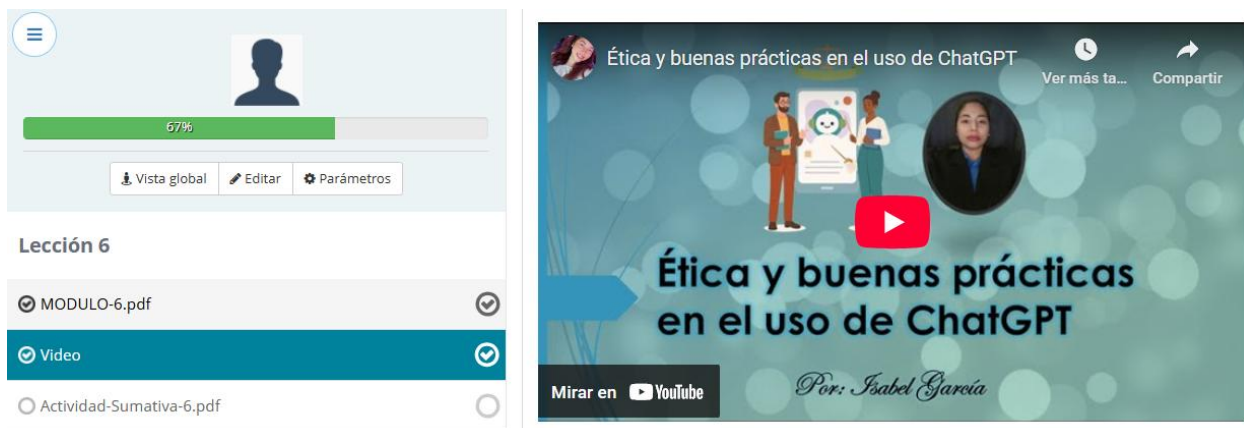 67%
Vista global
Editar
Parámetros
Lección 6
MODULO-6.pdf
Video
Actividad-Sumativa-6.pdf
Ética y buenas prácticas en el uso de ChatGPT
Ver más ta...
Compartir
Ética y buenas prácticas
en el uso de ChatGPT
Mirar en YouTube
Por: Isabel García